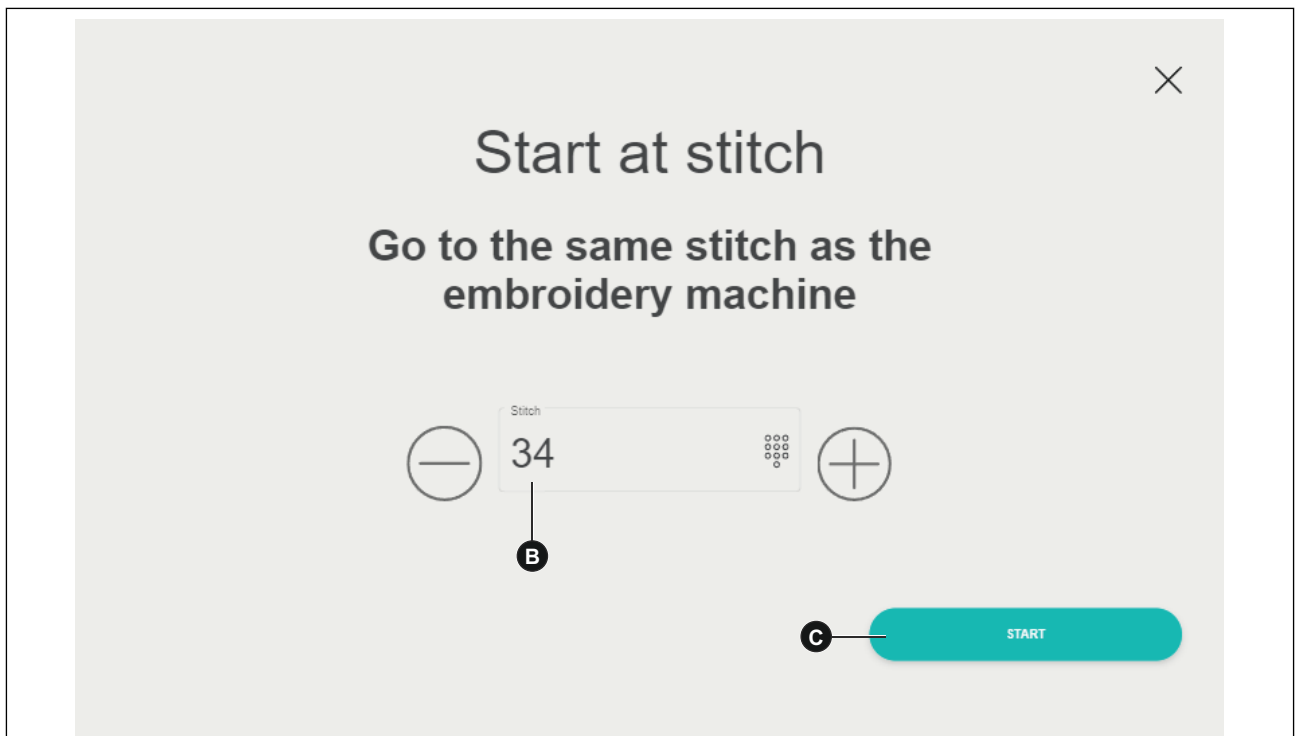 Start at stitch
Go to the same stitch as the
embroidery machine
Stitch
34
B
C
START